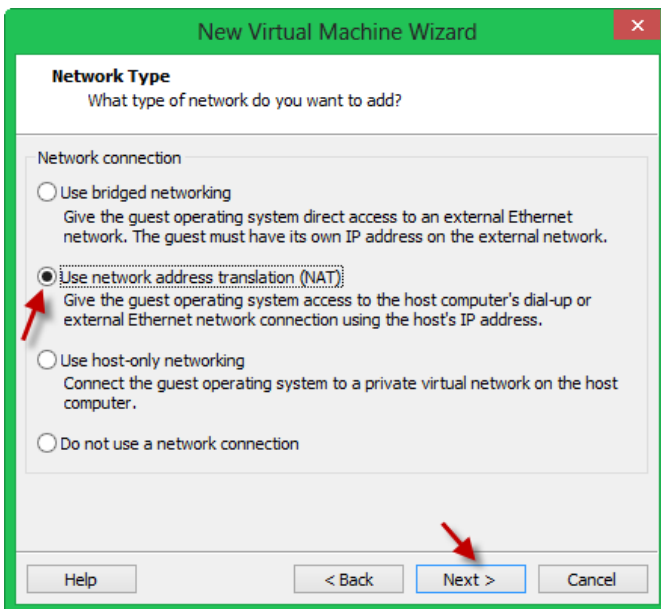 New Virtual Machine Wizard
Network Type
What type of network do you want to add?
Network connection
Use bridged networking
Give the guest operating system direct access to an external Ethernet
network. The guest must have its own IP address on the external network.
Use network address translation (NAT)
Give the guest operating system access to the host computer's dial-up or
external Ethernet network connection using the host's IP address.
Use host-only networking
Connect the guest operating system to a private virtual network on the host
computer.
Do not use a network connection
Help < Back Next > Cancel